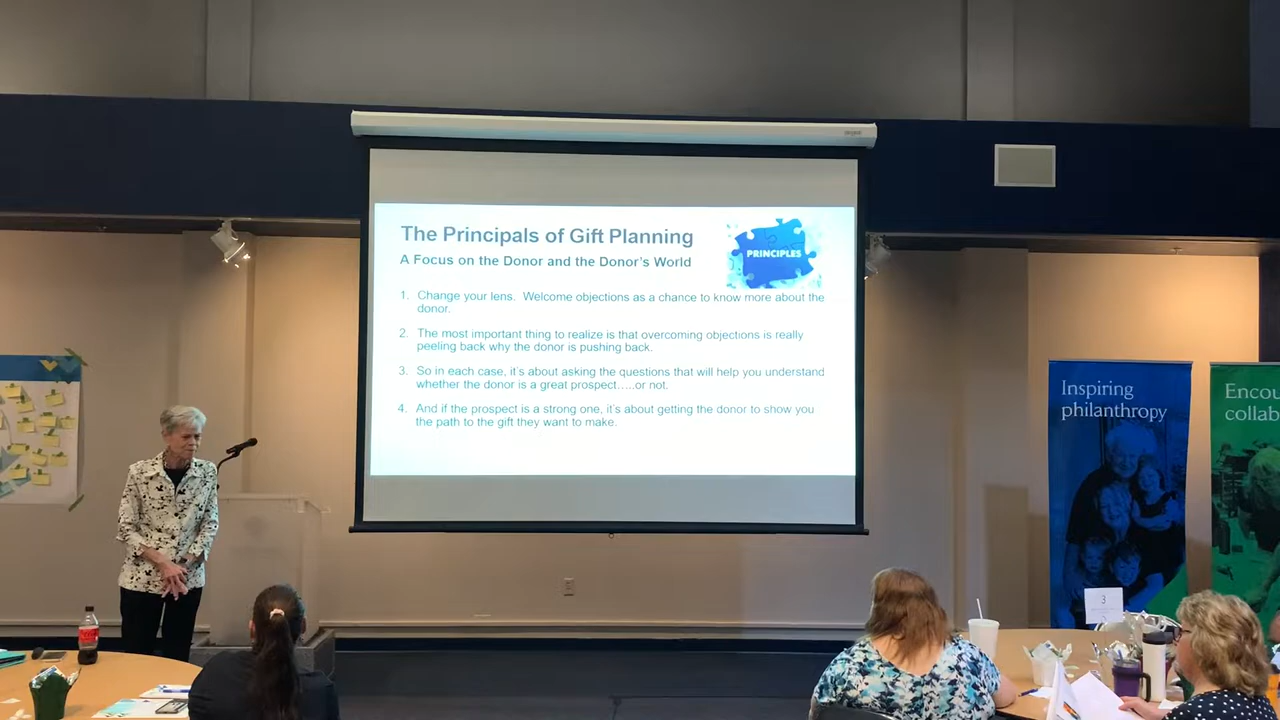 The Principals of Gift Planning
PRINCIPLES
A Focus on the Donor and the Donor's World
1. Change your lens. Welcome objections as a chance to know more about the
donor.
2. The most important thing to realize is that overcoming objections is really
peeling back why the donor is pushing back.
3. So in each case, it's about asking the questions that will help you understand
whether the donor is a great prospect…..or not.
4. And if the prospect is a strong one, it's about getting the donor to show you
the path to the gift they want to make.
Inspiring
philanthropy
Encou
collab
3